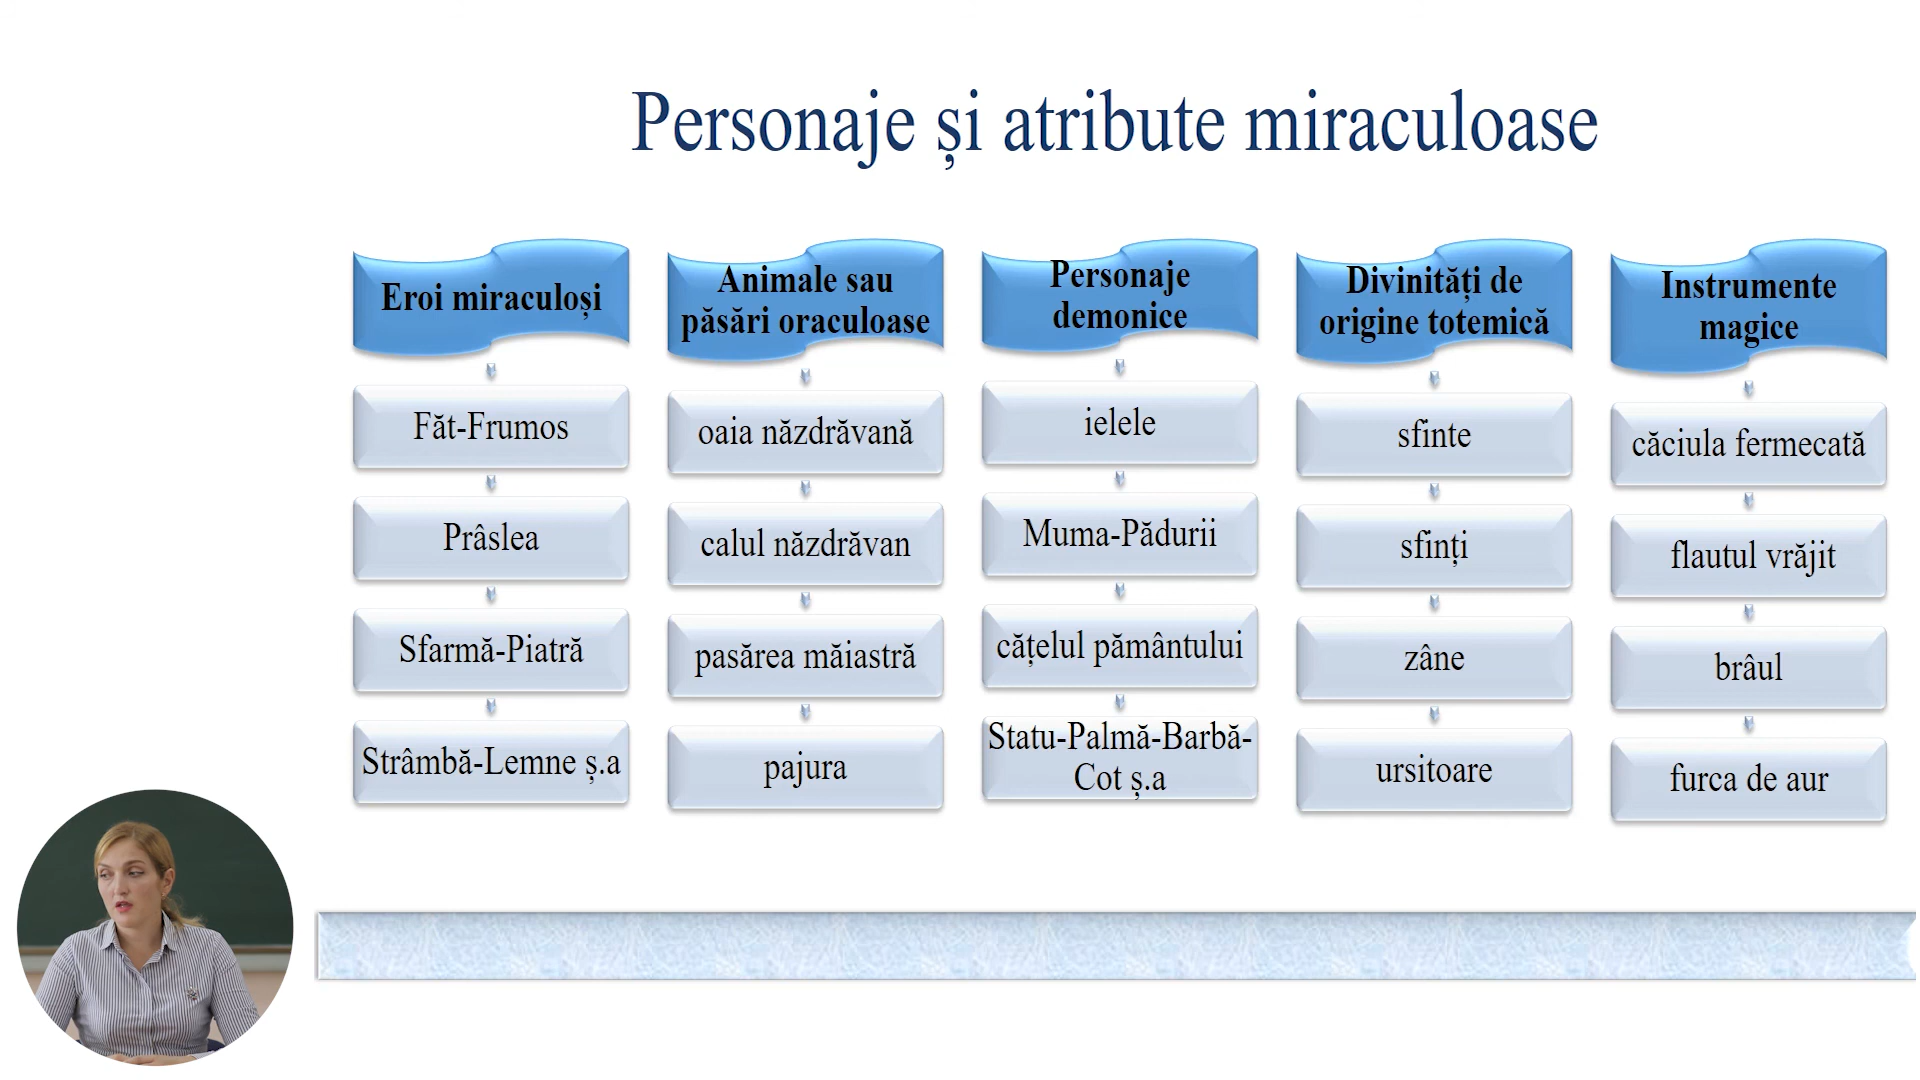 Personaje și atribute miraculoase
Eroi miraculoși
Făt-Frumos
Prâslea
Sfarmă-Piatră
Strâmbă-Lemne ș.a
Animale sau
păsări oraculoase
oaia năzdrăvană
calul năzdrăvan
pasărea măiastră
pajura
Personaje
demonice
ielele
Muma-Pădurii
cățelul pământului
Statu-Palmă-Barbă-
Cot ș.a
Divinități de
origine totemică
sfinte
sfinți
zâne
ursitoare
Instrumente
magice
căciula fermecată
flautul vrăjit
brâul
furca de aur